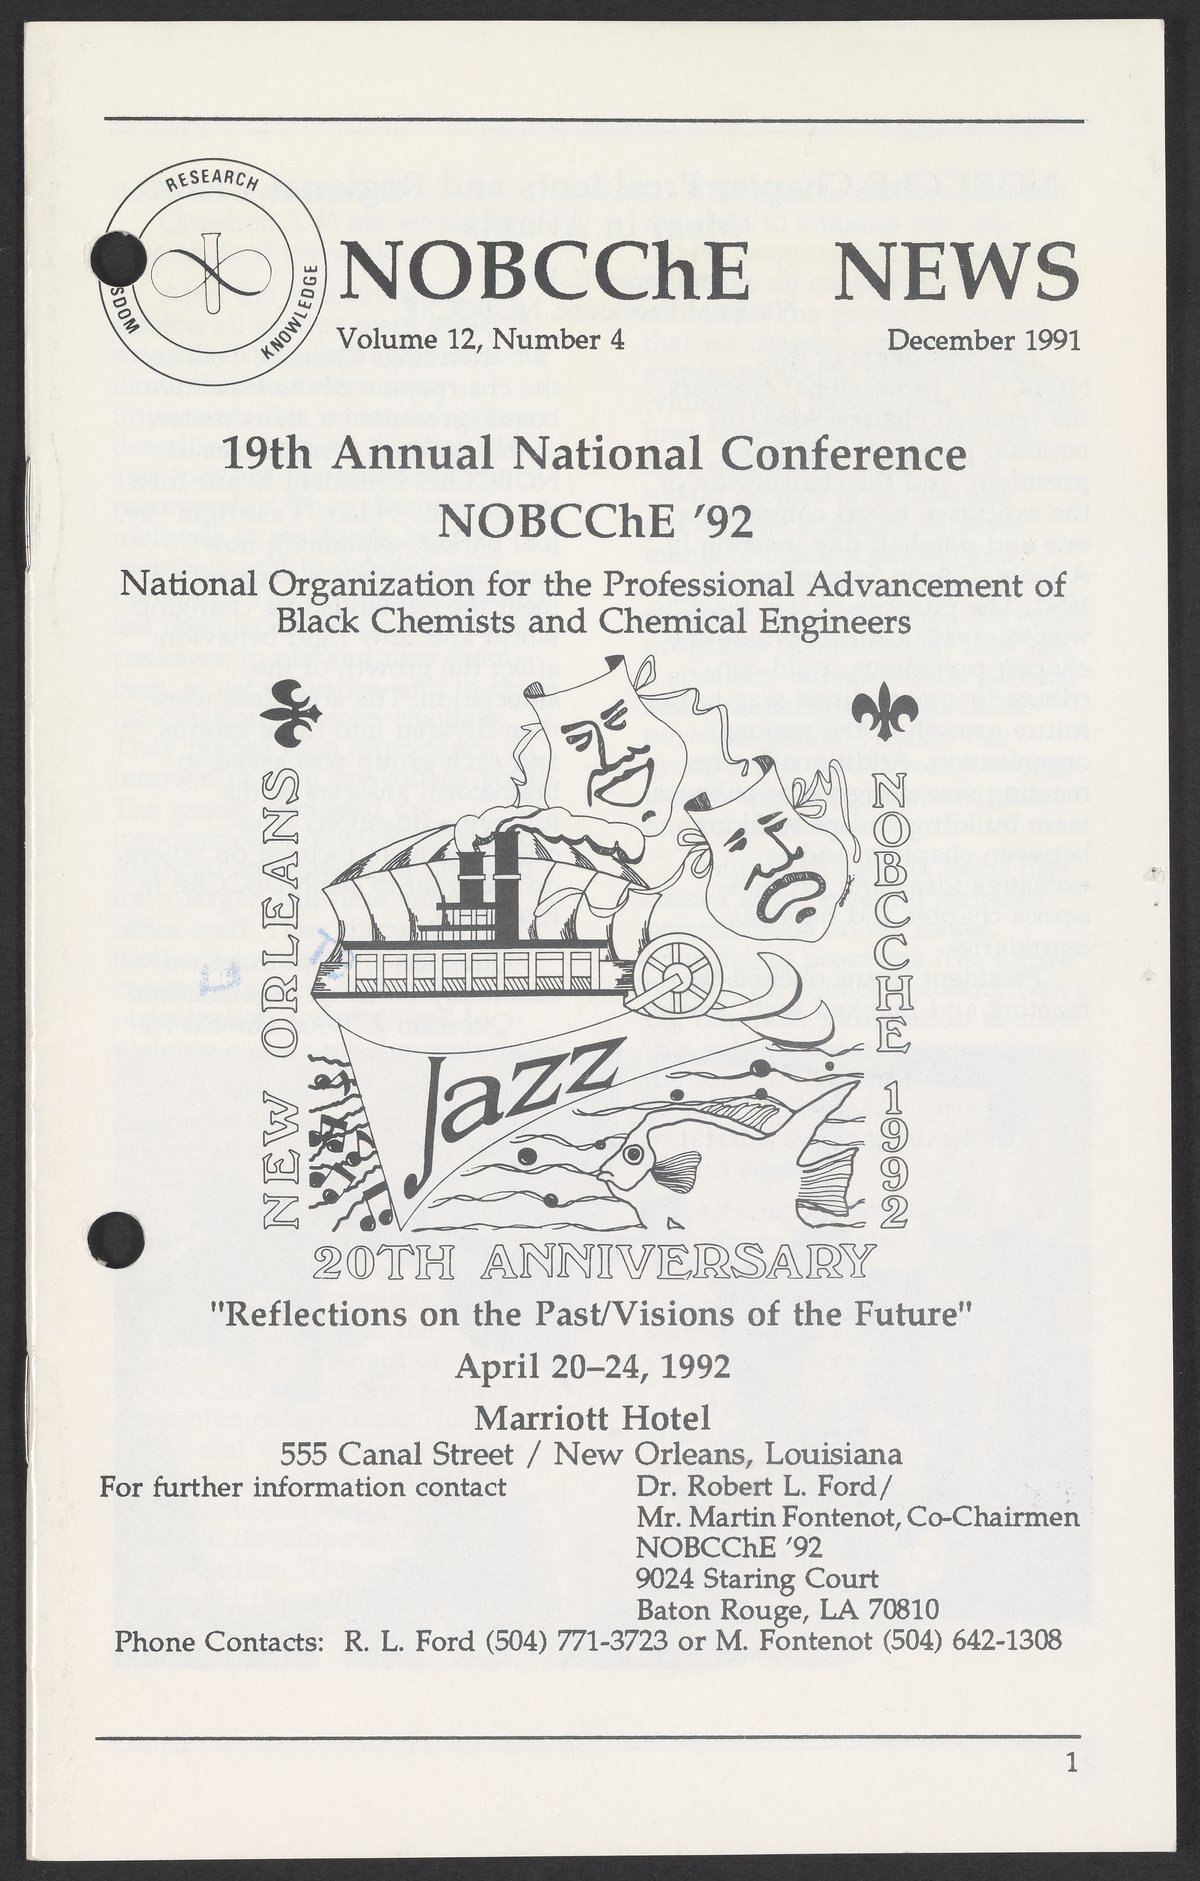 RESEARCH
KNOWLEDGE
NOBCChE NEWS
Volume 12, Number 4 December 1991
19th Annual National Conference
NOBCChE '92
National Organization for the Professional Advancement of
Black Chemists and Chemical Engineers
NEW ORLEANS
NOBCCHE 1992
Jazz
20TH ANNIVERSARY
"Reflections on the Past/Visions of the Future"
April 20–24, 1992
Marriott Hotel
555 Canal Street / New Orleans, Louisiana
For further information contact Dr. Robert L. Ford/
Mr. Martin Fontenot, Co-Chairmen
NOBCChE '92
9024 Staring Court
Baton Rouge, LA 70810
Phone Contacts: R. L. Ford (504) 771-3723 or M. Fontenot (504) 642-1308
1